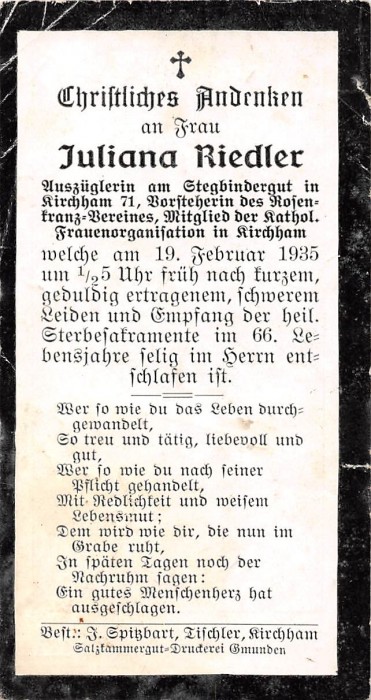 Christliches Andenken
an Frau
Juliana Riedler
Auszüglerin am Stegbindergut in
Kirchham 71, Vorsteherin des Rosen-
kranz-Vereines, Mitglied der Kathol.
Frauenorganisation in Kirchham
welche am 19. Februar 1935
um 1/25 Uhr früh nach kurzem,
geduldig ertragenem, schwerem
Leiden und Empfang der heil.
Sterbesakramente im 66. Le-
bensjahre selig im Herrn ent-
schlafen ist.
Wer so wie du das Leben durch-
gewandelt,
So treu und tätig, liebevoll und
gut,
Wer so wie du nach seiner
Pflicht gehandelt,
Mit Redlichkeit und weisem
Lebensmut;
Dem wird wie dir, die nun im
Grabe ruht,
In späten Tagen noch der
Nachruhm sagen:
Ein gutes Menschenherz hat
ausgeschlagen.
Best.: J. Spitzbart, Tischler, Kirchham
Salzkammergut-Druckerei Gmunden